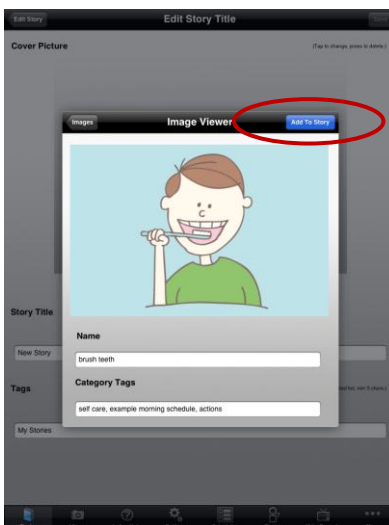 Edit Story
Edit Story Title
Cover Picture
(Tap to change, press to delete.)
Images
Image Viewer
Add To Story
Name
brush teeth
Category Tags
self care, example morning schedule, actions
Story Title
New Story
Tags
My Stories